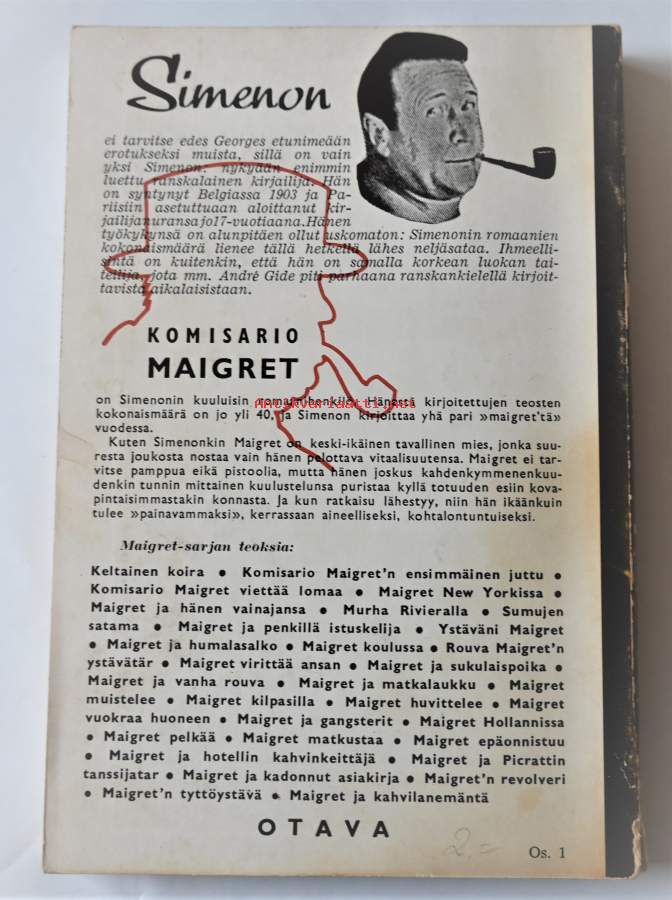 Simenon
ei tarvitse edes Georges etunimeään
erotukseksi muista, sillä on vain
yksi Simenon: nykyään enimmin
luettu ranskalainen kirjailija. Hän
on syntynyt Belgiassa 1903 ja Pa-
riisiin asetuttuaan aloittanut kir-
jailijanuransa jo 17-vuotiaana. Hänen
työkykynsä on alunpitäen ollut uskomaton: Simenonin romaanien
kokonaismäärä lienee tällä hetkellä lähes neljäsataa. Ihmeelli-
sintä on kuitenkin, että hän on samalla korkean luokan tai-
teilija, jota mm. André Gide piti parhaana ranskankielellä kirjoit-
tavista aikalaisistaan.
KOMISARIO
MAIGRET
on Simenonin kuuluisin romaanihenkilö. Hänestä kirjoitettujen teosten
kokonaismäärä on jo yli 40, ja Simenon kirjoittaa yhä pari »maigret'tä»
vuodessa.
Kuten Simenonkin Maigret on keski-ikäinen tavallinen mies, jonka suu-
resta joukosta nostaa vain hänen pelottava vitaalisuutensa. Maigret ei tar-
vitse pamppua eikä pistoolia, mutta hänen joskus kahdenkymmenenkuu-
denkin tunnin mittainen kuulustelunsa puristaa kyllä totuuden esiin kova-
pintaisimmastakin konnasta. Ja kun ratkaisu lähestyy, niin hän ikäänkuin
tulee »painavammaksi», kerrassaan aineelliseksi, kohtalontuntuiseksi.
Maigret-sarjan teoksia:
Keltainen koira • Komisario Maigret'n ensimmäinen juttu •
Komisario Maigret viettää lomaa • Maigret New Yorkissa •
Maigret ja hänen vainajansa • Murha Rivieralla • Sumujen
satama • Maigret ja penkillä istuskelija • Ystäväni Maigret
• Maigret ja humalasalko • Maigret koulussa • Rouva Maigret'n
ystävätär • Maigret virittää ansan • Maigret ja sukulaispoika •
Maigret ja vanha rouva • Maigret ja matkalaukku • Maigret
muistelee • Maigret kilpasilla • Maigret huvittelee • Maigret
vuokraa huoneen • Maigret ja gangsterit • Maigret Hollannissa
• Maigret pelkää • Maigret matkustaa • Maigret epäonnistuu
• Maigret ja hotellin kahvinkeittäjä • Maigret ja Picrattin
tanssijatar • Maigret ja kadonnut asiakirja • Maigret'n revolveri
• Maigret'n tyttöystävä • Maigret ja kahvilanemäntä
OTAVA
2,-
Os. 1
Antikvariaatti.net